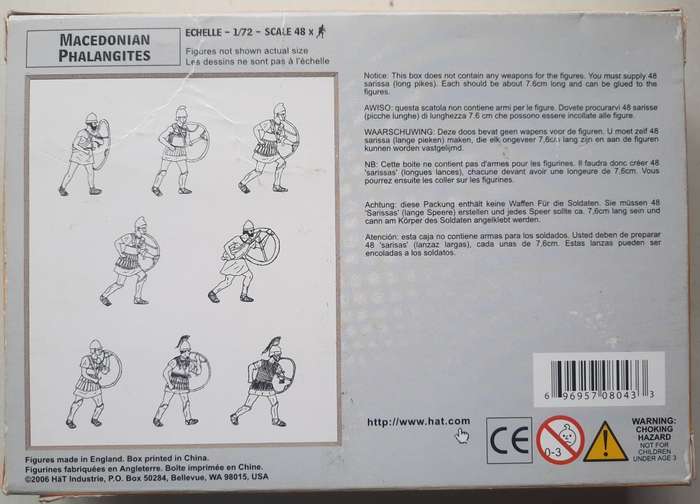 MACEDONIAN
PHALANGITES
ECHELLE - 1/72 - SCALE 48 x
Figures not shown actual size
Les dessins ne sont pas à l'échelle
Notice: This box does not contain any weapons for the figures. You must supply 48
sarissa (long pikes). Each should be about 7.6cm long and can be glued to the
figures.
AWISO: questa scatola non contiene armi per le figure. Dovete procurarvi 48 sarisse
(picche lunghe) di lunghezza 7.6 cm che possono essere incollate alle figure.
WAARSCHUWING: Deze doos bevat geen wapens voor de figuren. U moet zelf 48
sarissa (lange pieken) maken, die elk ongeveer 7,6cm lang zijn en aan de figuren
kunnen worden vastgelijmd.
NB: Cette boite ne contient pas d'armes pour les figurines. Il faudra donc créer 48
'sarissas' (longues lances), chacune devant avoir une longeure de 7,6cm. Vous
pourrez ensuite les coller sur les figurines.
Achtung: diese Packung enthält keine Waffen Für die Soldaten. Sie müssen 48
'Sarissas' (lange Speere) erstellen und jedes Speer sollte ca. 7,6cm lang sein und
cann am Körper des Soldaten angeklebt werden.
Atención: esta caja no contiene armas para los soldados. Usted deben de preparar
48 'sarisas' (lanzaz largas), cada unas de 7,6cm. Estas lanzas pueden ser
encoladas a los soldatos.
6 96957 08043 3
http://www.hat.com
CE
0-3
WARNING:
CHOKING
HAZARD
NOT FOR
CHILDREN
UNDER AGE 3
Figures made in England. Box printed in China.
Figurines fabriquées en Angleterre. Boîte imprimée en Chine.
©2006 HäT Industrie, P.O. Box 50284, Bellevue, WA 98015, USA